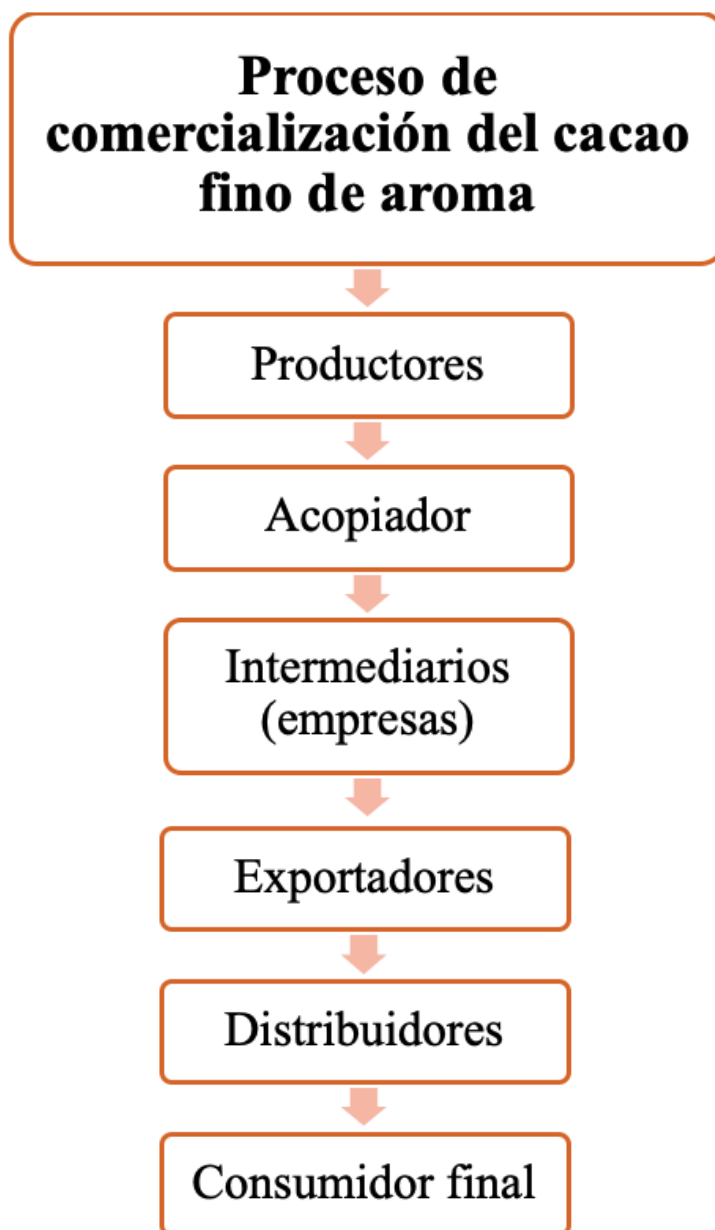 Proceso de
comercialización del cacao
fino de aroma
Productores
Acopiador
Intermediarios
(empresas)
Exportadores
Distribuidores
Consumidor final